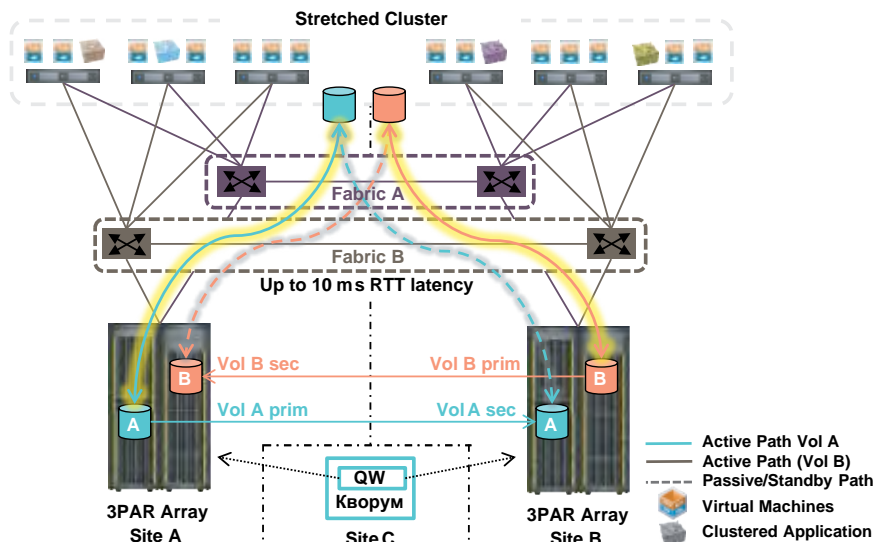 Stretched Cluster
Fabric A
Fabric B
Up to 10 ms RTT latency
Vol B sec
Vol B prim
B
B
Vol A prim
Vol A sec
A
A
QW
Кворум
3PAR Array
Site A
Site C
3PAR Array
Site B
Active Path Vol A
Active Path (Vol B)
Passive/Standby Path
Virtual Machines
Clustered Application